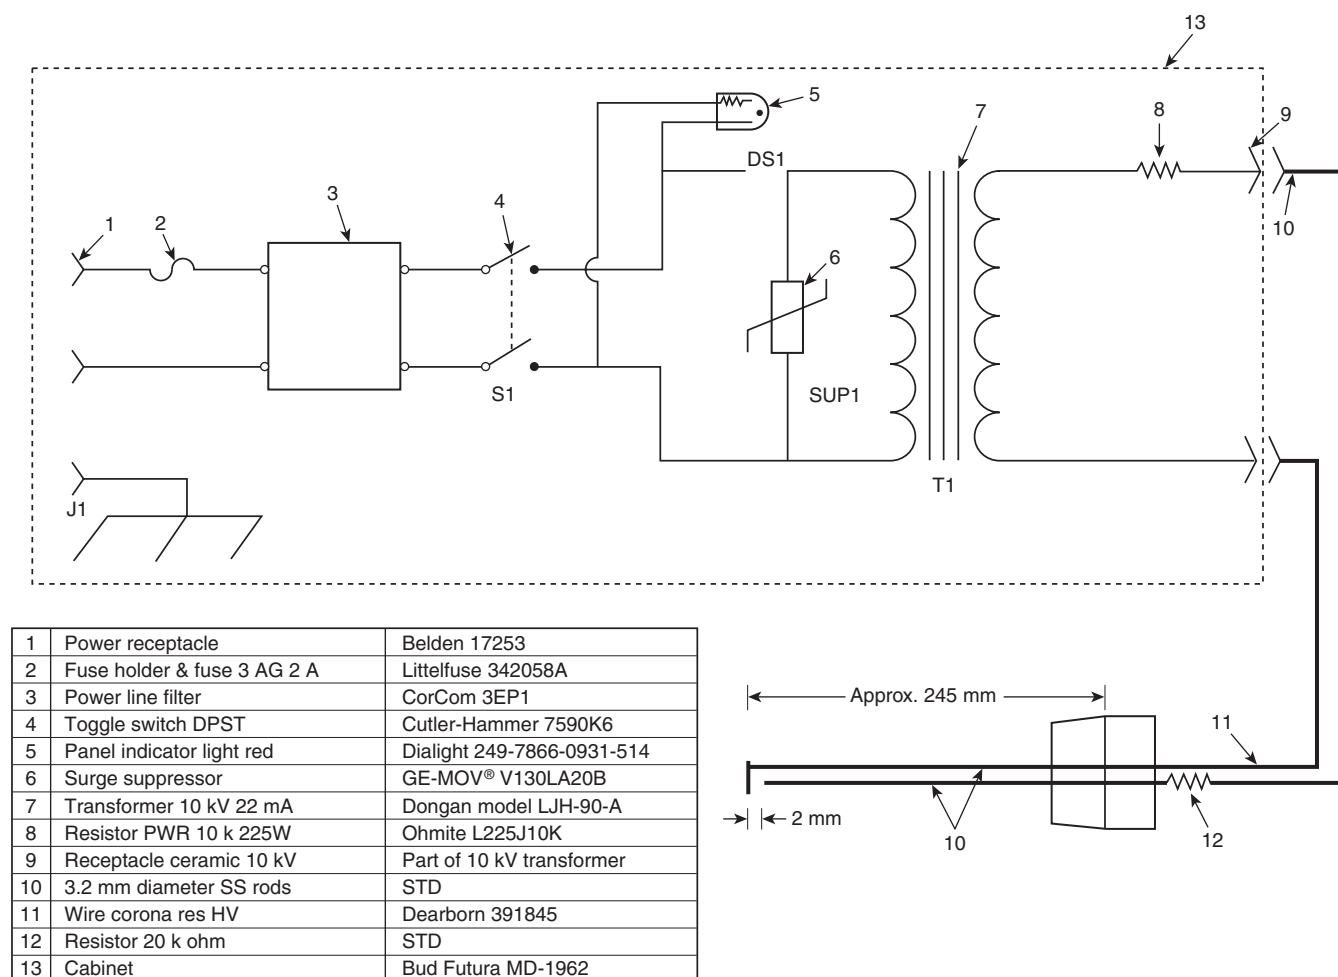 13
5
7
8
9
DS1
3
4
1
2
10
6
S1
SUP1
J1
T1
1 Power receptacle Belden 17253
2 Fuse holder & fuse 3 AG 2 A Littelfuse 342058A
3 Power line filter CorCom 3EP1
4 Toggle switch DPST Cutler-Hammer 7590K6
5 Panel indicator light red Dialight 249-7866-0931-514
6 Surge suppressor GE-MOV® V130LA20B
7 Transformer 10 kV 22 mA Dongan model LJH-90-A
8 Resistor PWR 10 k 225W Ohmite L225J10K
9 Receptacle ceramic 10 kV Part of 10 kV transformer
10 3.2 mm diameter SS rods STD
11 Wire corona res HV Dearborn 391845
12 Resistor 20 k ohm STD
13 Cabinet Bud Futura MD-1962
Approx. 245 mm
11
2 mm
10
12